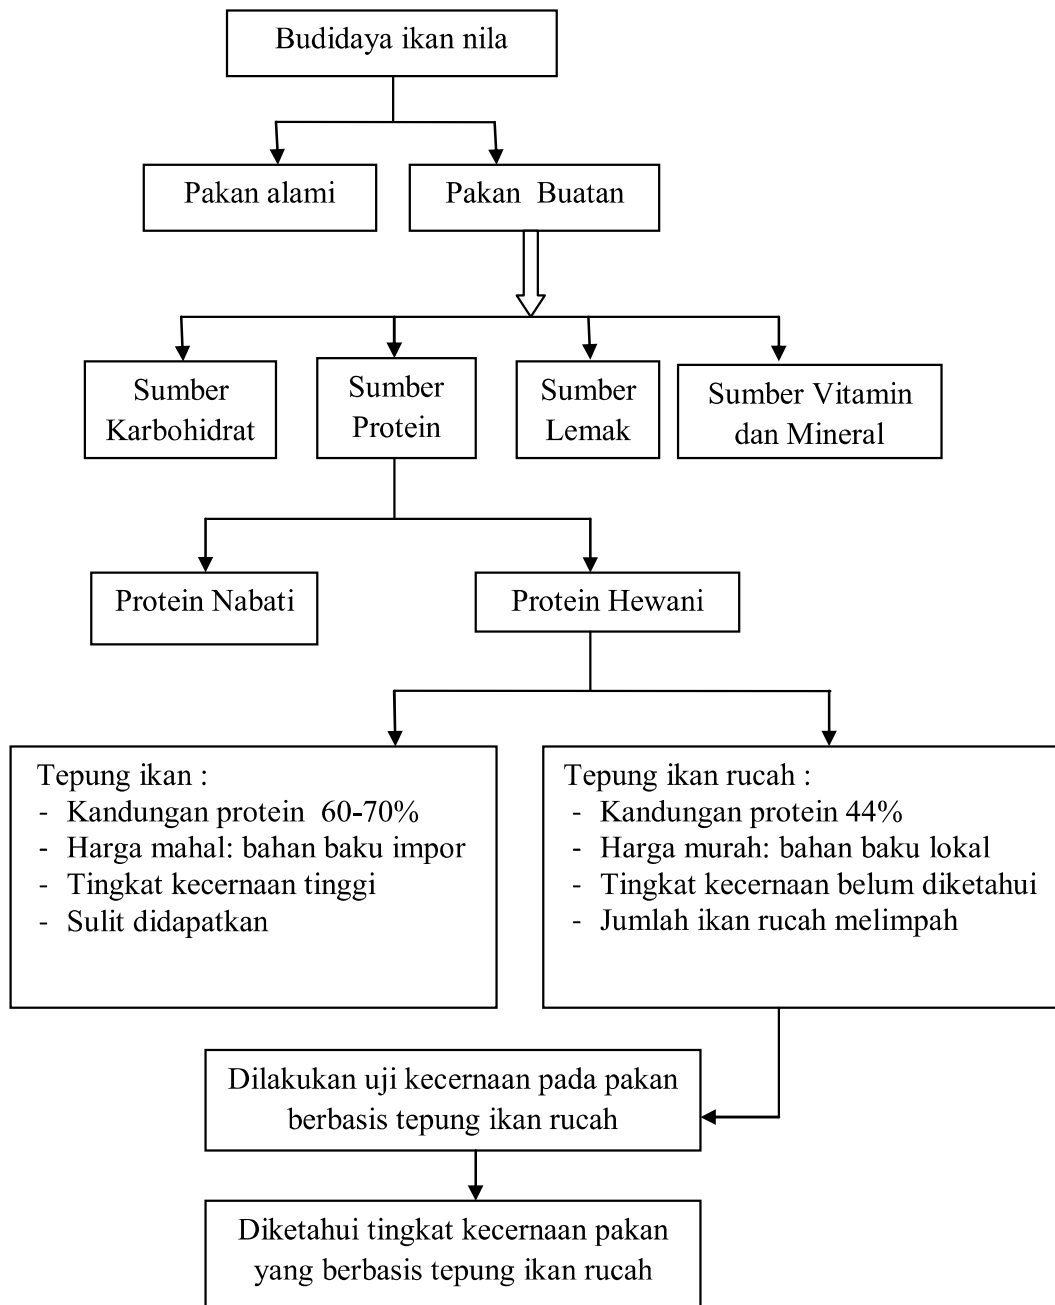 Budidaya ikan nila
Pakan alami
Pakan Buatan
Sumber
Karbohidrat
Sumber
Protein
Sumber
Lemak
Sumber Vitamin
dan Mineral
Protein Nabati
Protein Hewani
Tepung ikan :
- Kandungan protein 60-70%
- Harga mahal: bahan baku impor
- Tingkat kecernaan tinggi
- Sulit didapatkan
Tepung ikan rucah :
- Kandungan protein 44%
- Harga murah: bahan baku lokal
- Tingkat kecernaan belum diketahui
- Jumlah ikan rucah melimpah
Dilakukan uji kecernaan pada pakan
berbasis tepung ikan rucah
Diketahui tingkat kecernaan pakan
yang berbasis tepung ikan rucah